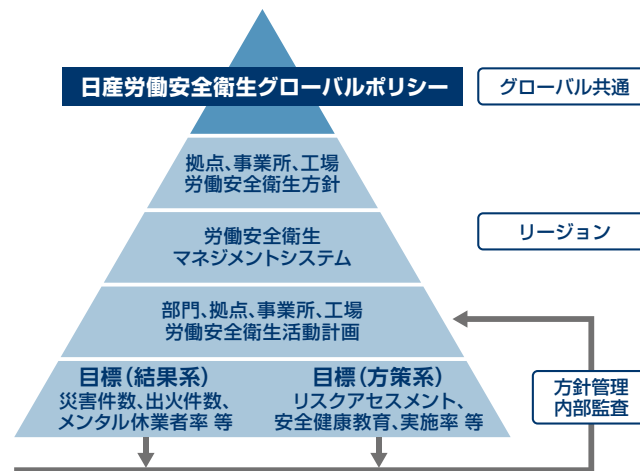 日産労働安全衛生グローバルポリシー
グローバル共通
拠点、事業所、工場
労働安全衛生方針
労働安全衛生
マネジメントシステム
リージョン
部門、拠点、事業所、工場
労働安全衛生活動計画
目標（結果系）
災害件数、出火件数、
メンタル休業者率 等
目標（方策系）
リスクアセスメント、
安全健康教育、実施率 等
方針管理
内部監査